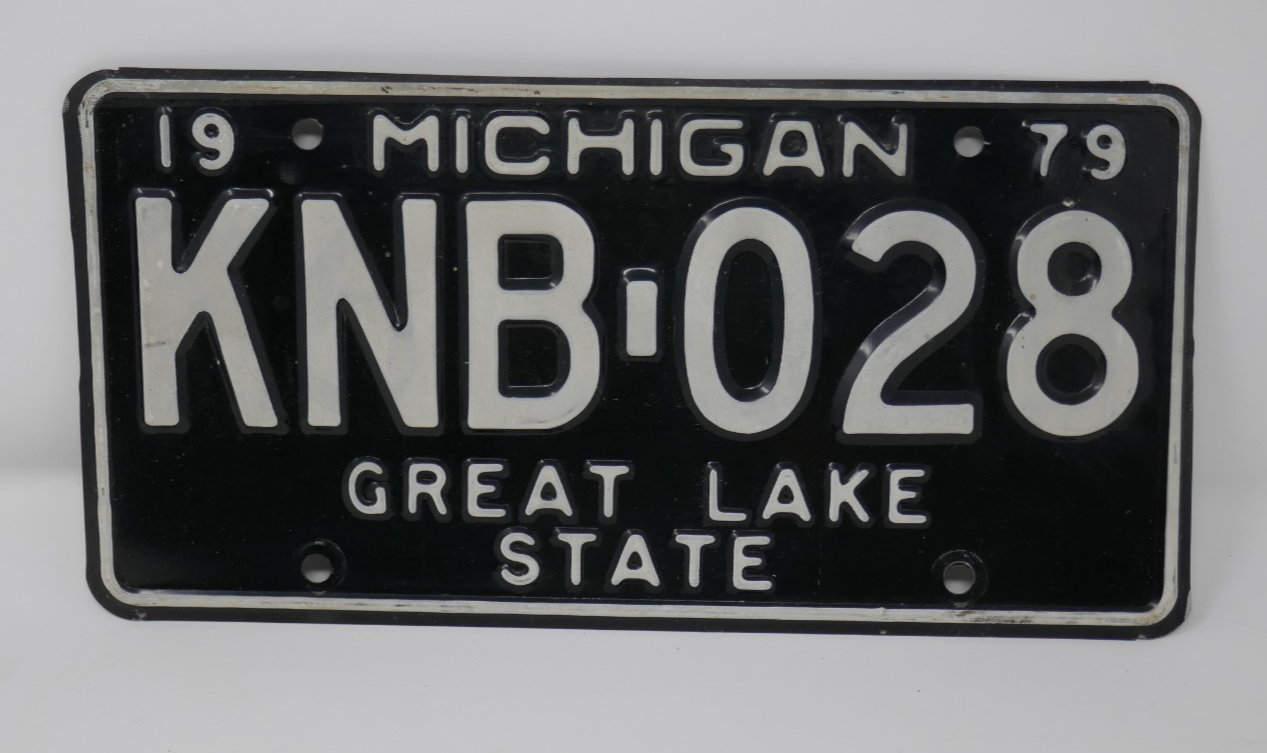 19 MICHIGAN 79
KNB-028
GREAT LAKE
STATE